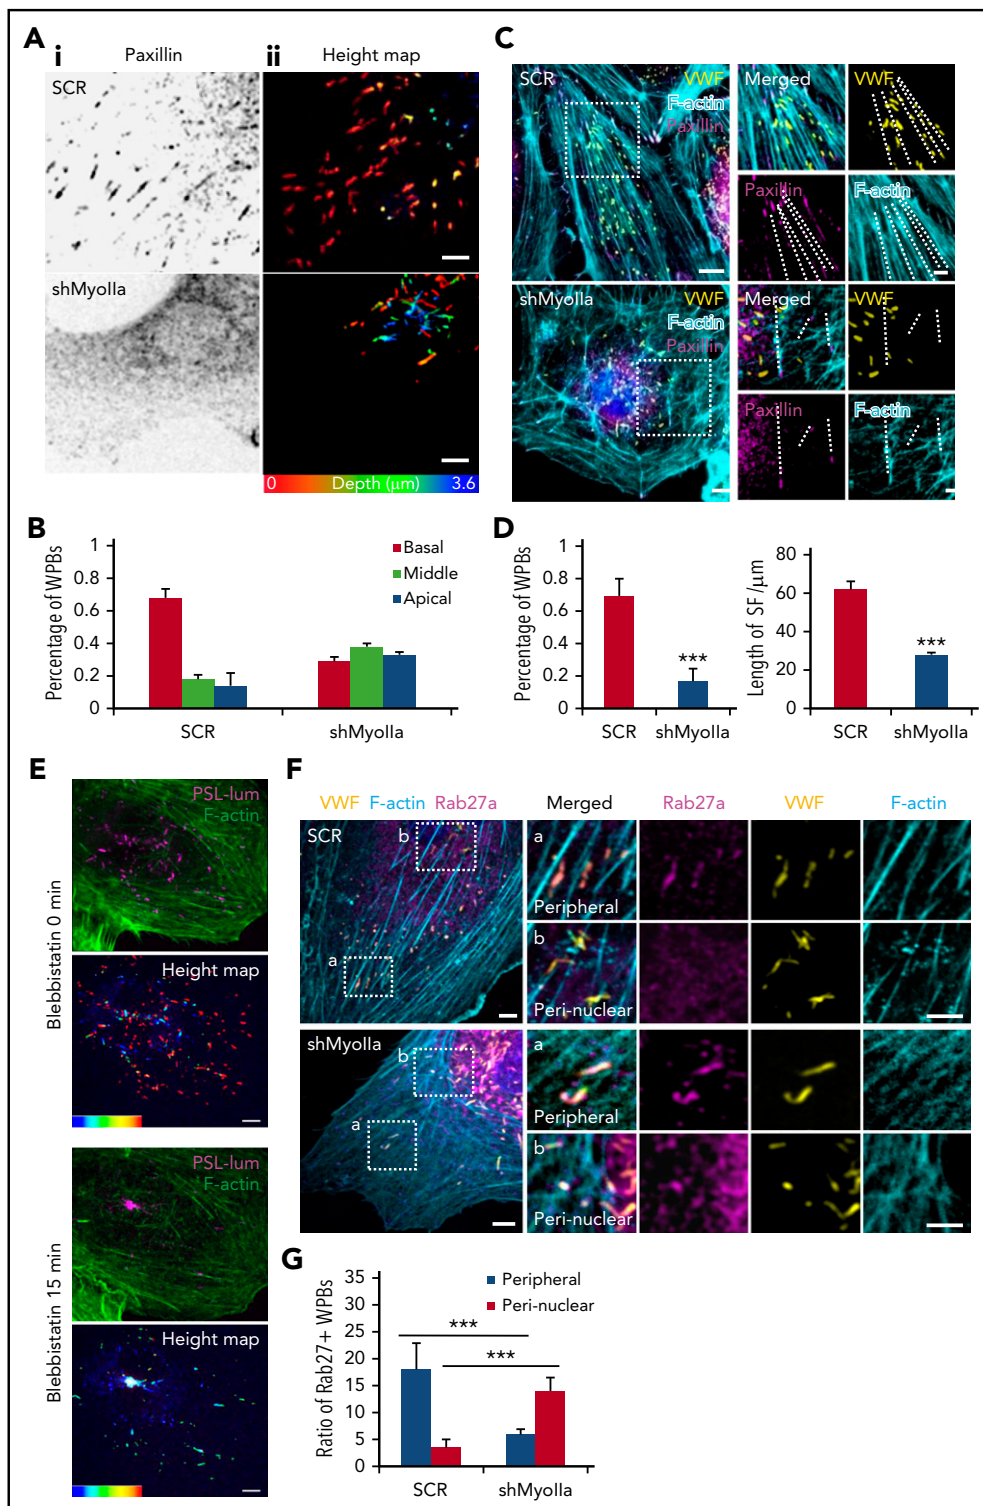 A
i
Paxillin
ii
Height map
SCR
shMyoIIa
0
Depth (μm)
3.6
B
Percentage of WPBs
1
0.8
0.6
0.4
0.2
0
Basal
Middle
Apical
SCR
shMyoIIa
C
SCR
VWF
F-actin
Paxillin
Merged
VWF
Paxillin
F-actin
shMyoIIa
VWF
F-actin
Paxillin
Merged
VWF
Paxillin
F-actin
D
Percentage of WPBs
1
0.8
0.6
0.4
0.2
0
***
SCR
shMyoIIa
Length of SF /μm
80
60
40
20
0
***
SCR
shMyoIIa
E
Blebbistatin 0 min
PSL-lum
F-actin
Height map
Blebbistatin 15 min
PSL-lum
F-actin
Height map
F
VWF F-actin Rab27a
Merged
Rab27a
VWF
F-actin
SCR
b
a
a
Peripheral
b
Peri-nuclear
shMyoIIa
b
a
a
Peripheral
b
Peri-nuclear
G
Ratio of Rab27+ WPBs
35
30
25
20
15
10
5
0
Peripheral
Peri-nuclear
***
***
SCR
shMyoIIa